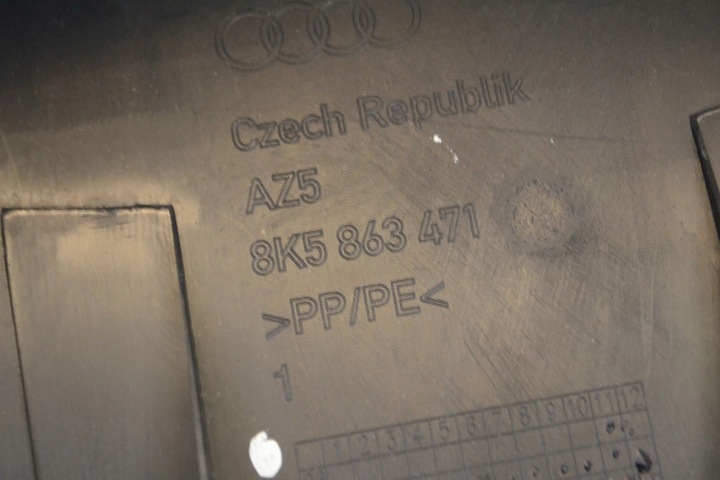 Czech Republik
AZ5
8K5 863 471
>PP/PE<
1
1 2 3 4 5 6 7 8 9 10 11 12